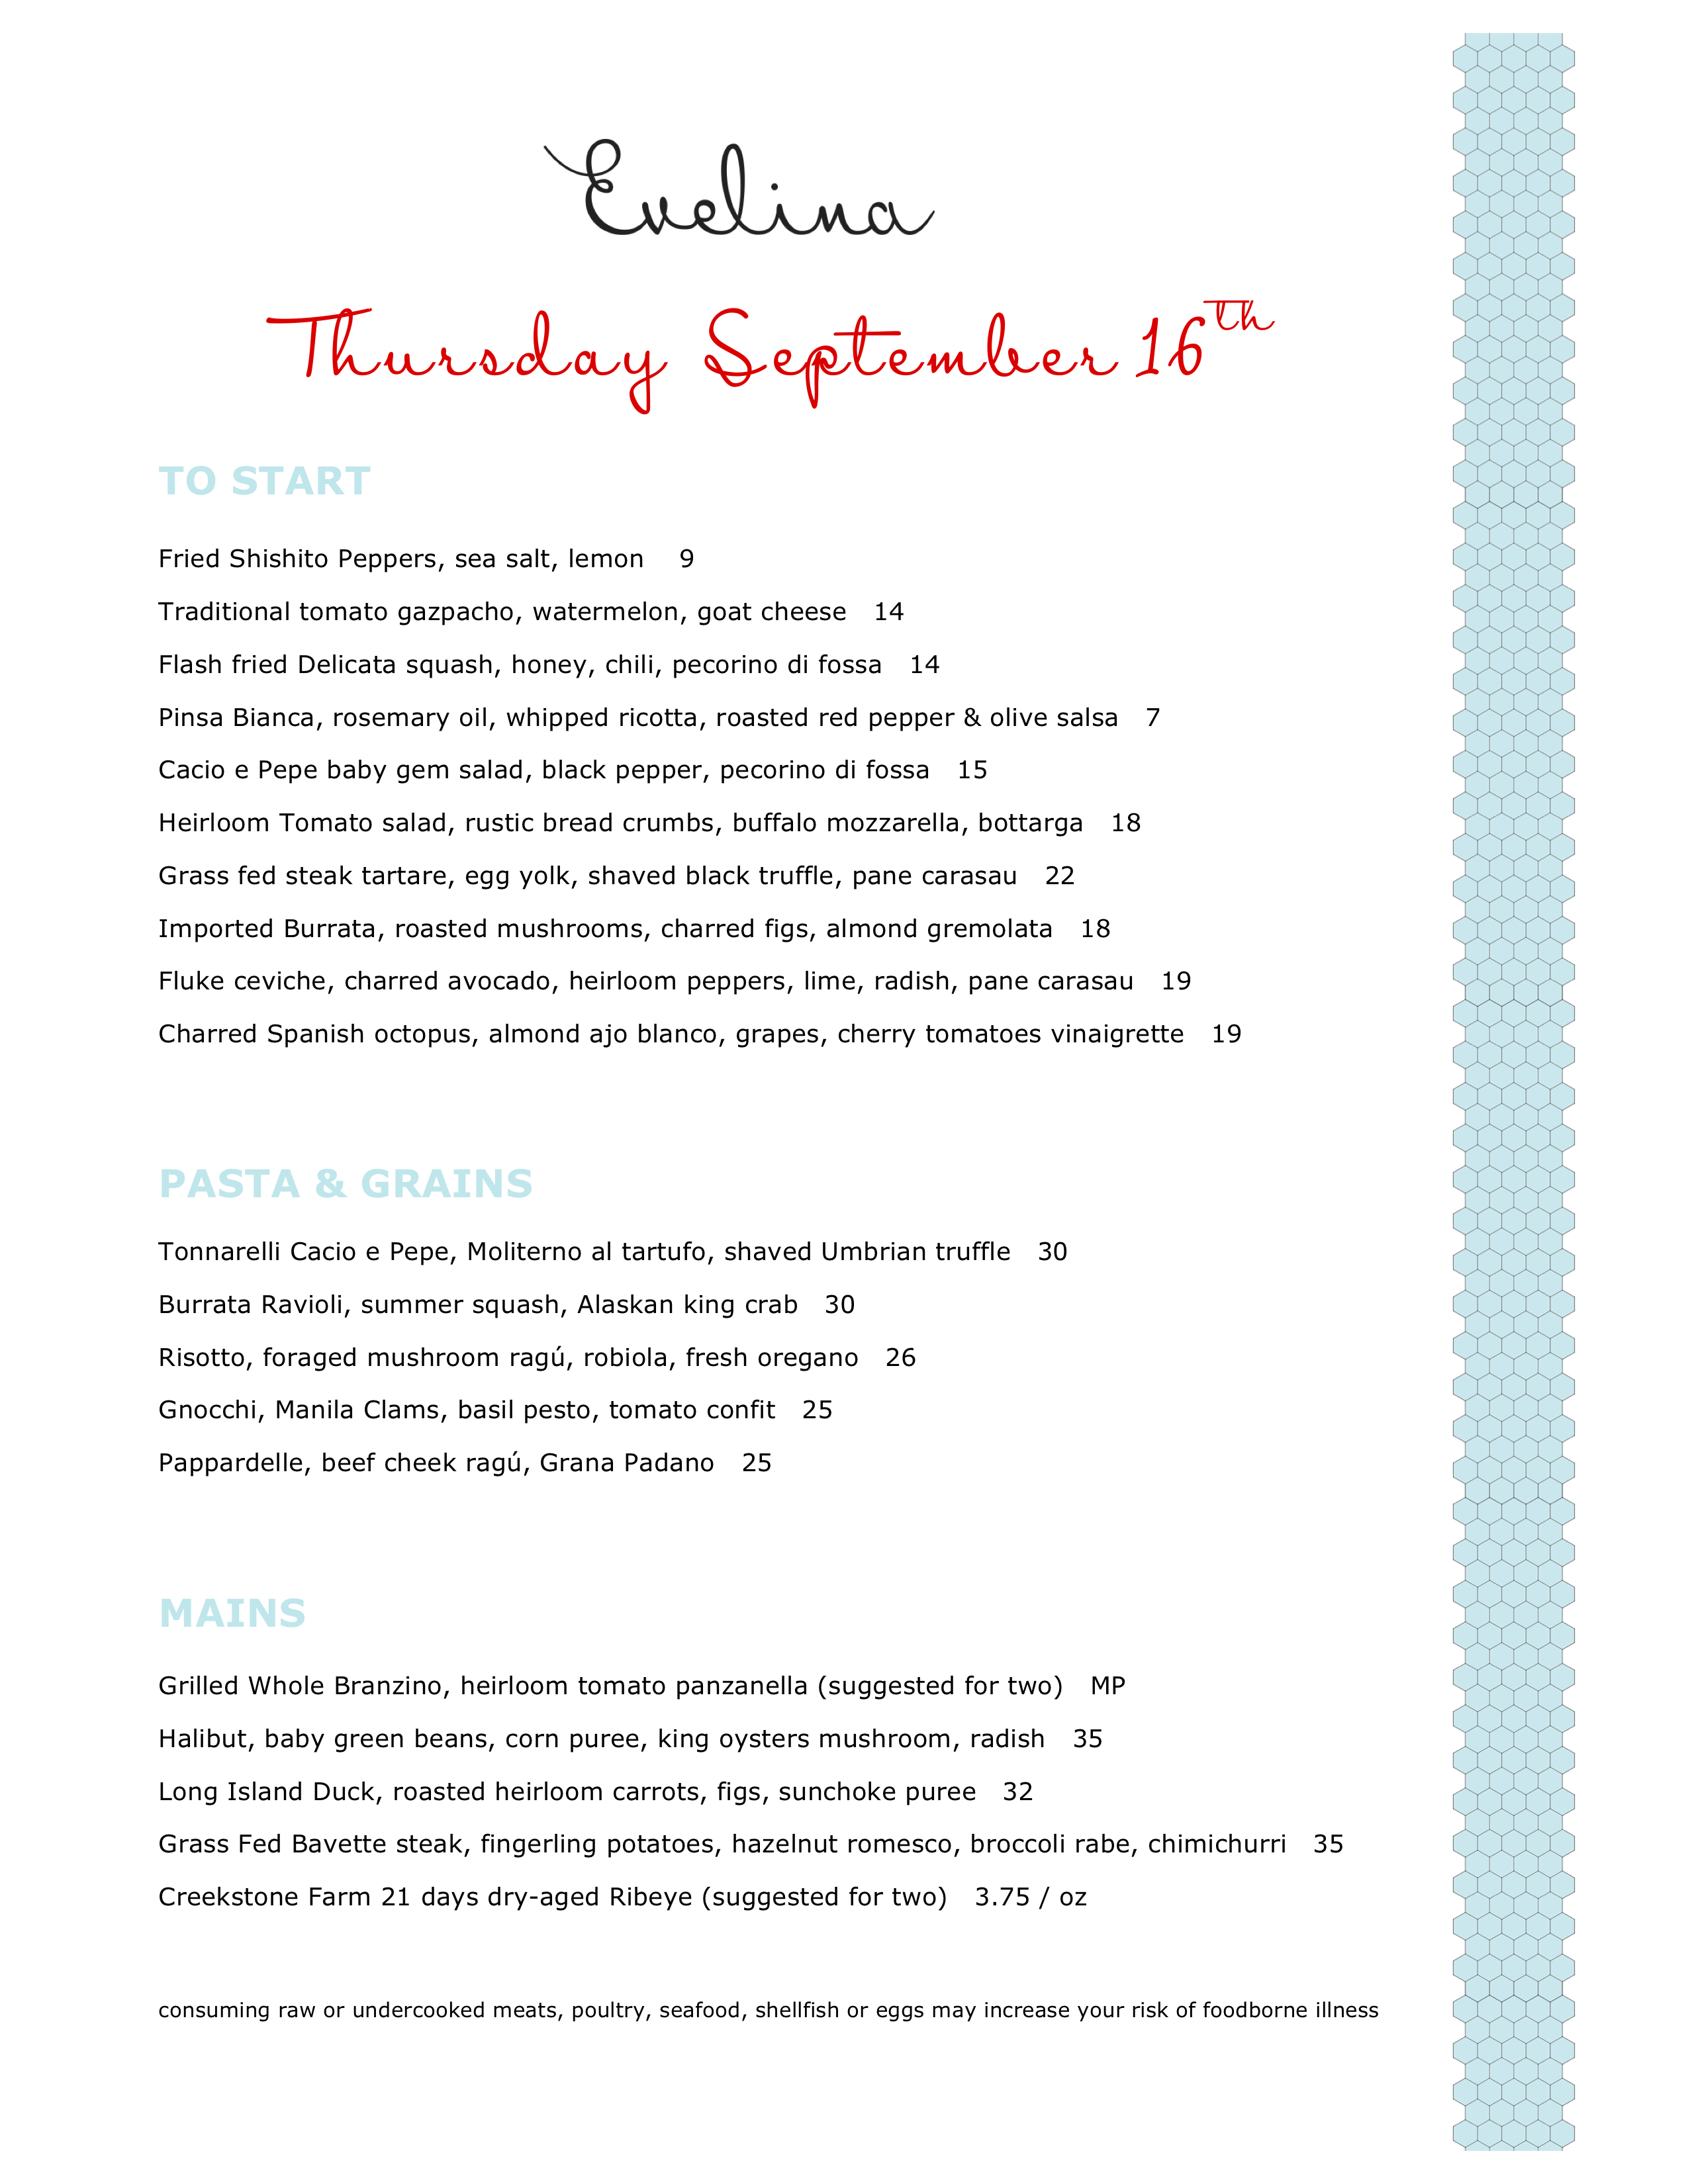 Evelina
Thursday September 16th
TO START
Fried Shishito Peppers, sea salt, lemon 9
Traditional tomato gazpacho, watermelon, goat cheese 14
Flash fried Delicata squash, honey, chili, pecorino di fossa 14
Pinsa Bianca, rosemary oil, whipped ricotta, roasted red pepper & olive salsa 7
Cacio e Pepe baby gem salad, black pepper, pecorino di fossa 15
Heirloom Tomato salad, rustic bread crumbs, buffalo mozzarella, bottarga 18
Grass fed steak tartare, egg yolk, shaved black truffle, pane carasau 22
Imported Burrata, roasted mushrooms, charred figs, almond gremolata 18
Fluke ceviche, charred avocado, heirloom peppers, lime, radish, pane carasau 19
Charred Spanish octopus, almond ajo blanco, grapes, cherry tomatoes vinaigrette 19
PASTA & GRAINS
Tonnarelli Cacio e Pepe, Moliterno al tartufo, shaved Umbrian truffle 30
Burrata Ravioli, summer squash, Alaskan king crab 30
Risotto, foraged mushroom ragú, robiola, fresh oregano 26
Gnocchi, Manila Clams, basil pesto, tomato confit 25
Pappardelle, beef cheek ragú, Grana Padano 25
MAINS
Grilled Whole Branzino, heirloom tomato panzanella (suggested for two) MP
Halibut, baby green beans, corn puree, king oysters mushroom, radish 35
Long Island Duck, roasted heirloom carrots, figs, sunchoke puree 32
Grass Fed Bavette steak, fingerling potatoes, hazelnut romesco, broccoli rabe, chimichurri 35
Creekstone Farm 21 days dry-aged Ribeye (suggested for two) 3.75 / oz
consuming raw or undercooked meats, poultry, seafood, shellfish or eggs may increase your risk of foodborne illness